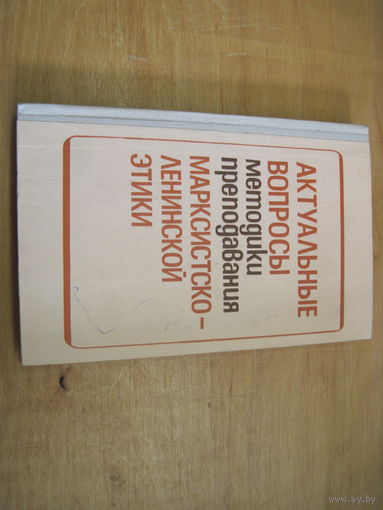 АКТУАЛЬНЫЕ
ВОПРОСЫ
методики
преподавания
МАРКСИСТСКО-
ЛЕНИНСКОЙ
ЭТИКИ
www.ay.by